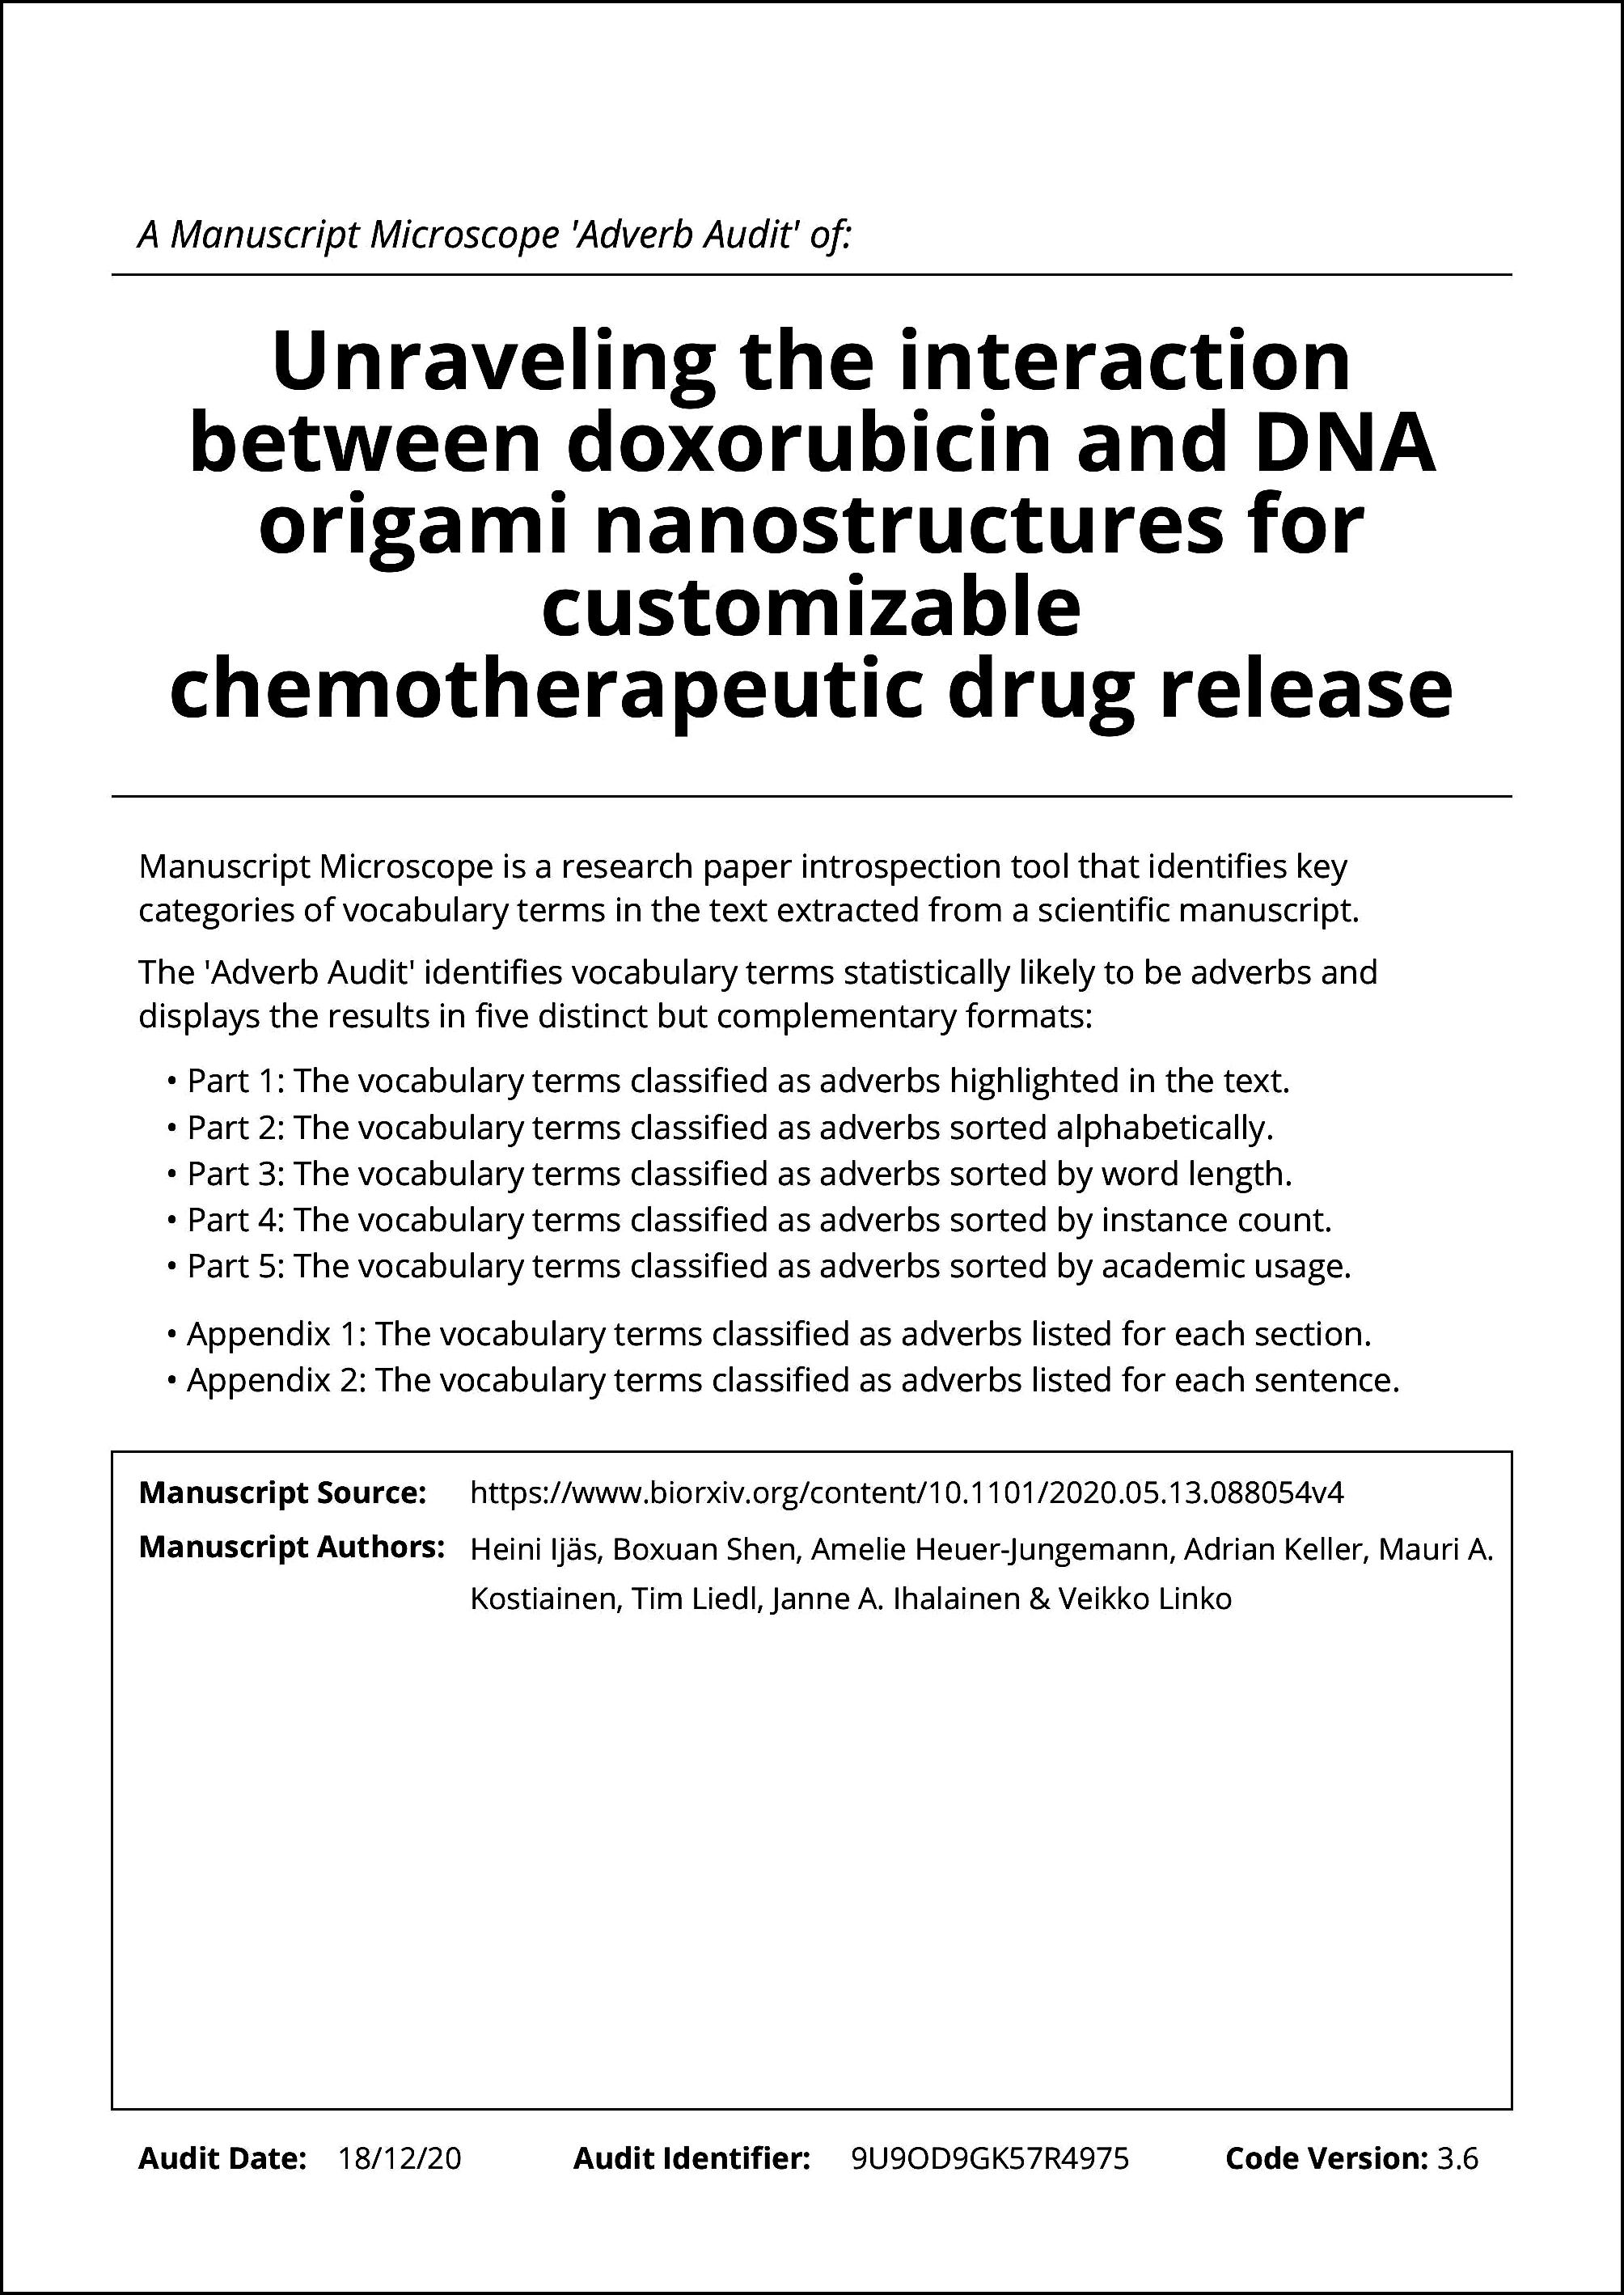 A Manuscript Microscope 'Adverb Audit' of:
Unraveling the interaction
between doxorubicin and DNA
origami nanostructures for
customizable
chemotherapeutic drug release
Manuscript Microscope is a research paper introspection tool that identifies key
categories of vocabulary terms in the text extracted from a scientific manuscript.
The 'Adverb Audit' identifies vocabulary terms statistically likely to be adverbs and
displays the results in five distinct but complementary formats:
• Part 1: The vocabulary terms classified as adverbs highlighted in the text.
• Part 2: The vocabulary terms classified as adverbs sorted alphabetically.
• Part 3: The vocabulary terms classified as adverbs sorted by word length.
• Part 4: The vocabulary terms classified as adverbs sorted by instance count.
• Part 5: The vocabulary terms classified as adverbs sorted by academic usage.
• Appendix 1: The vocabulary terms classified as adverbs listed for each section.
• Appendix 2: The vocabulary terms classified as adverbs listed for each sentence.
Manuscript Source: https://www.biorxiv.org/content/10.1101/2020.05.13.088054v4
Manuscript Authors: Heini Ijäs, Boxuan Shen, Amelie Heuer-Jungemann, Adrian Keller, Mauri A.
Kostiainen, Tim Liedl, Janne A. Ihalainen & Veikko Linko
Audit Date: 18/12/20 Audit Identifier: 9U9OD9GK57R4975 Code Version: 3.6